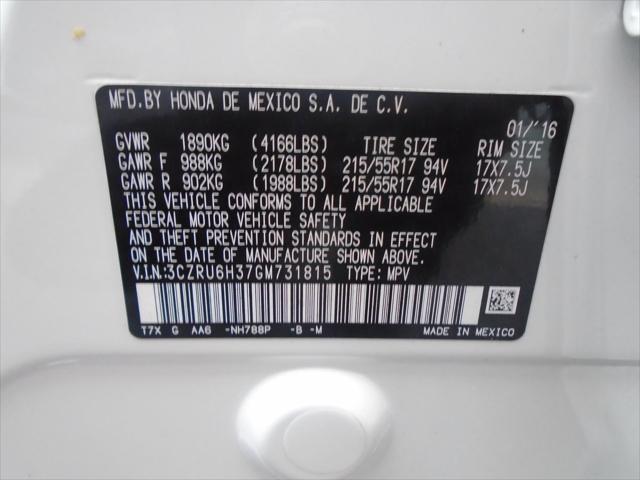 MFD.BY HONDA DE MEXICO S.A. DE C.V.
01/'16
GVWR 1890KG (4166LBS) TIRE SIZE RIM SIZE
GAWR F 988KG (2178LBS) 215/55R17 94V 17X7.5J
GAWR R 902KG (1988LBS) 215/55R17 94V 17X7.5J
THIS VEHICLE CONFORMS TO ALL APPLICABLE
FEDERAL MOTOR VEHICLE SAFETY
AND THEFT PREVENTION STANDARDS IN EFFECT
ON THE DATE OF MANUFACTURE SHOWN ABOVE.
V.I.N:3CZRU6H37GM731815 TYPE: MPV
T7X G AA6 -NH788P -B -M MADE IN MEXICO